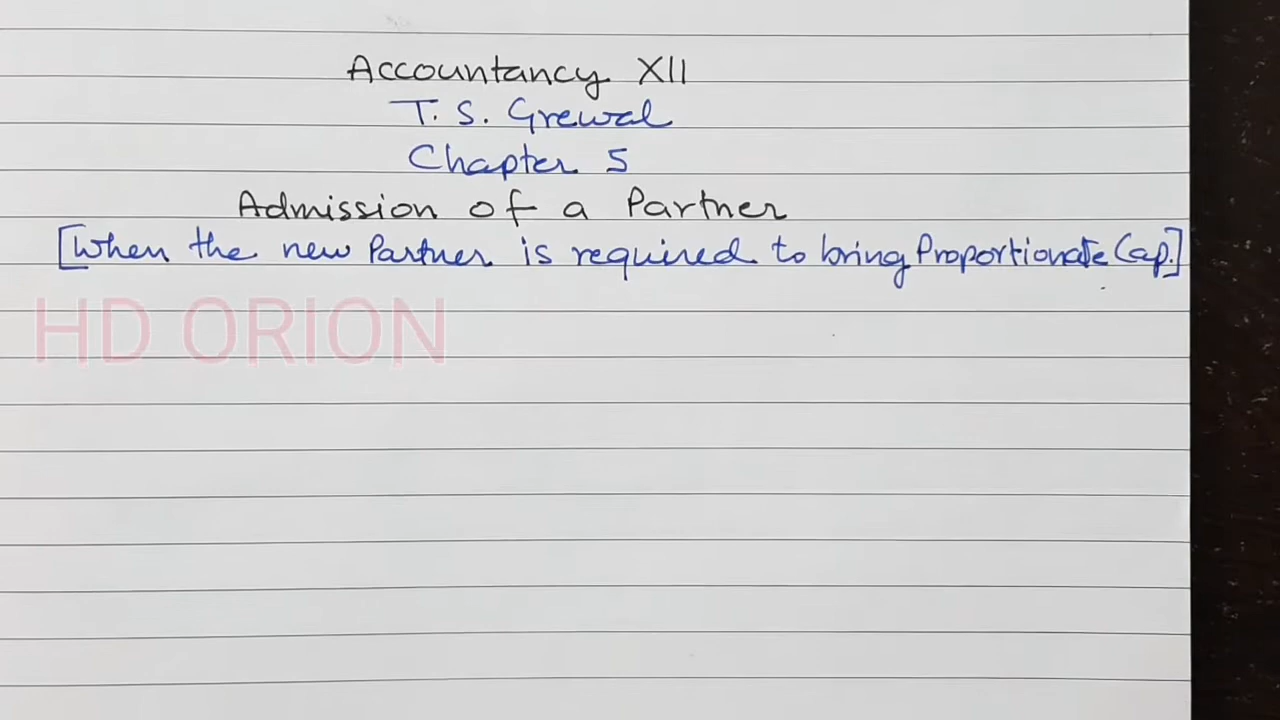 Accountancy XII
T. S. Grewal
Chapter 5
Admission of a Partner
[When the new Partner is required to bring Proportionate Cap.]
HD ORION